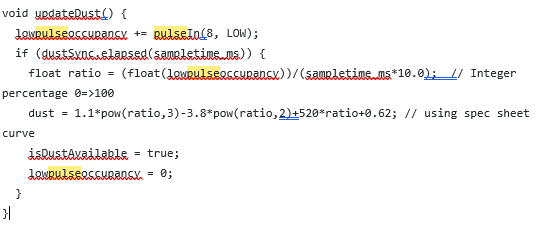 void updateDust() {
lowpulseoccupancy += pulseIn(8, LOW);
if (dustSync.elapsed(sampletime_ms)) {
float ratio = (float(lowpulseoccupancy))/(sampletime_ms*10.0); // Integer
percentage 0=>100
dust = 1.1*pow(ratio,3)-3.8*pow(ratio,2)+520*ratio+0.62; // using spec sheet
curve
isDustAvailable = true;
lowpulseoccupancy = 0;
}
}